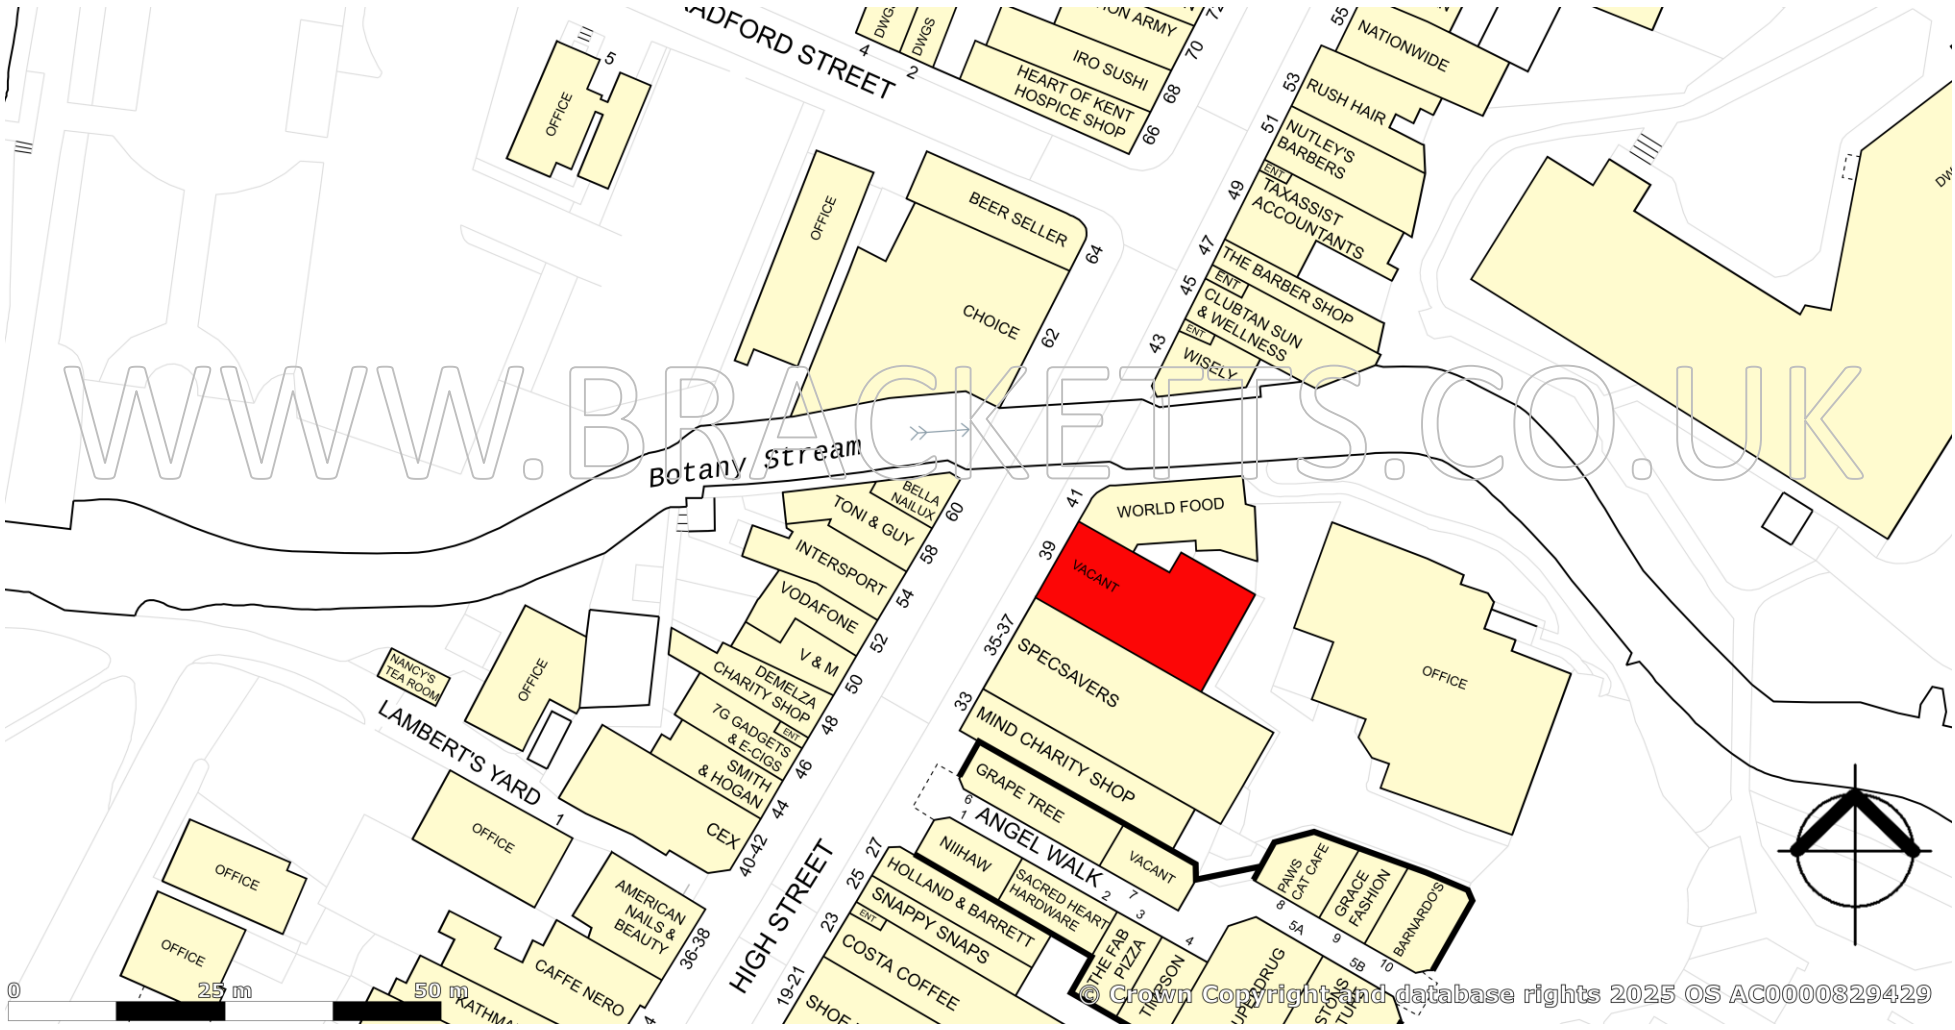 RADFORD STREET
4
DWGS
2
DWGS
ION ARMY
72
70
IRO SUSHI
68
HEART OF KENT
HOSPICE SHOP
66
55
NATIONWIDE
53
RUSH HAIR
51
NUTLEY'S
BARBERS
ENT
49
TAXASSIST
ACCOUNTANTS
47
THE BARBER SHOP
45
ENT
CLUBTAN SUN
& WELLNESS
43
ENT
WISELY
5
OFFICE
OFFICE
BEER SELLER
64
CHOICE
62
WWW.BRACKETTS.CO.UK
Botany Stream
BELLA
NAILUX
60
TONI & GUY
58
INTERSPORT
54
VODAFONE
52
V & M
50
DEMELZA
CHARITY SHOP
48
ENT
7G GADGETS
& E-CIGS
46
SMITH
& HOGAN
44
CEX
40-42
41
WORLD FOOD
39
VACANT
35-37
SPECSAVERS
33
MIND CHARITY SHOP
OFFICE
NANCY'S
TEA ROOM
OFFICE
LAMBERT'S YARD
1
OFFICE
OFFICE
OFFICE
AMERICAN
NAILS &
BEAUTY
36-38
CAFFE NERO
HIGH STREET
GRAPE TREE
6
1
ANGEL WALK
VACANT
7
NIIHAW
SACRED HEART
HARDWARE
2
3
27
HOLLAND & BARRETT
25
SNAPPY SNAPS
ENT
23
COSTA COFFEE
19-21
THE FAB
PIZZA
4
TIMPSON
PAWS
CAT CAFE
8
GRACE
FASHION
9
BARNARDO'S
10
5A
5B
0
25 m
50 m
© Crown Copyright and database rights 2025 OS AC0000829429